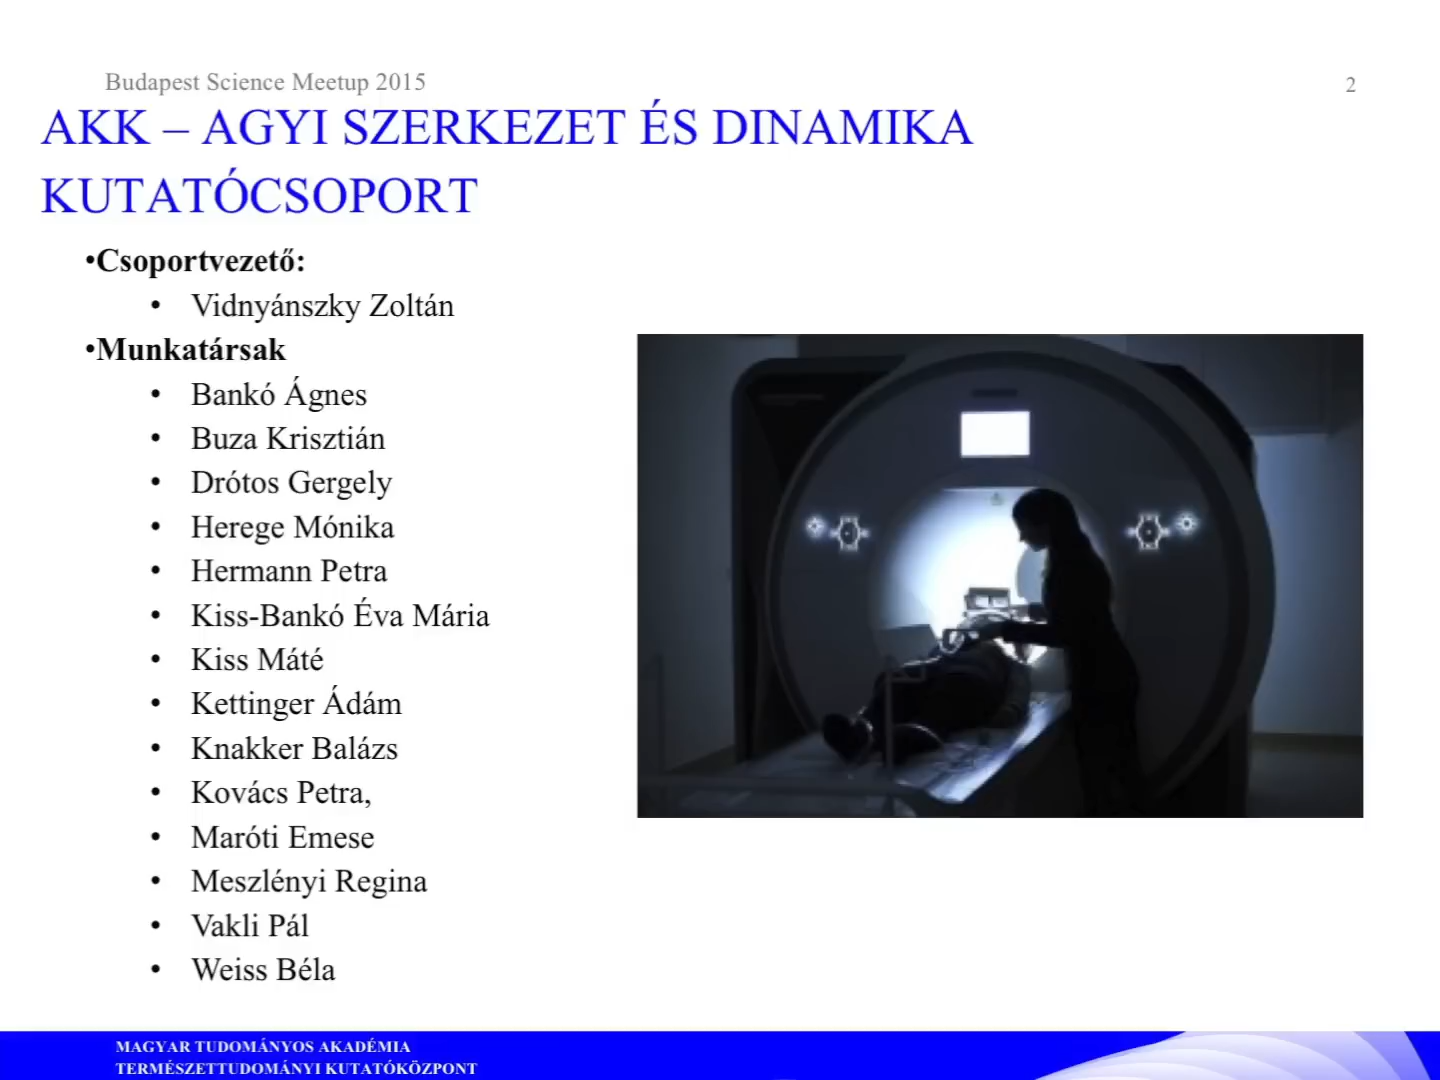 Budapest Science Meetup 2015
2
AKK – AGYI SZERKEZET ÉS DINAMIKA
KUTATÓCSOPORT
•Csoportvezető:
• Vidnyánszky Zoltán
•Munkatársak
• Bankó Ágnes
• Buza Krisztián
• Drótos Gergely
• Herege Mónika
• Hermann Petra
• Kiss-Bankó Éva Mária
• Kiss Máté
• Kettinger Ádám
• Knakker Balázs
• Kovács Petra,
• Maróti Emese
• Meszlényi Regina
• Vakli Pál
• Weiss Béla
MAGYAR TUDOMÁNYOS AKADÉMIA
TERMÉSZETTUDOMÁNYI KUTATÓKÖZPONT